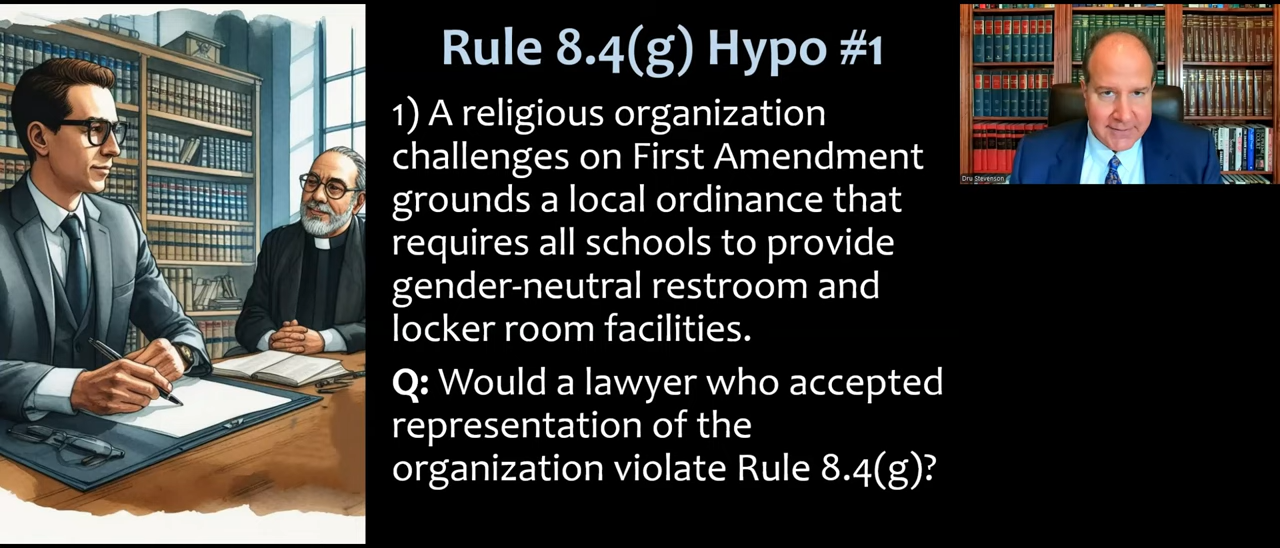 Rule 8.4(g) Hypo #1
1) A religious organization
challenges on First Amendment
grounds a local ordinance that
requires all schools to provide
gender-neutral restroom and
locker room facilities.
Q: Would a lawyer who accepted
representation of the
organization violate Rule 8.4(g)?
Dru Stevenson